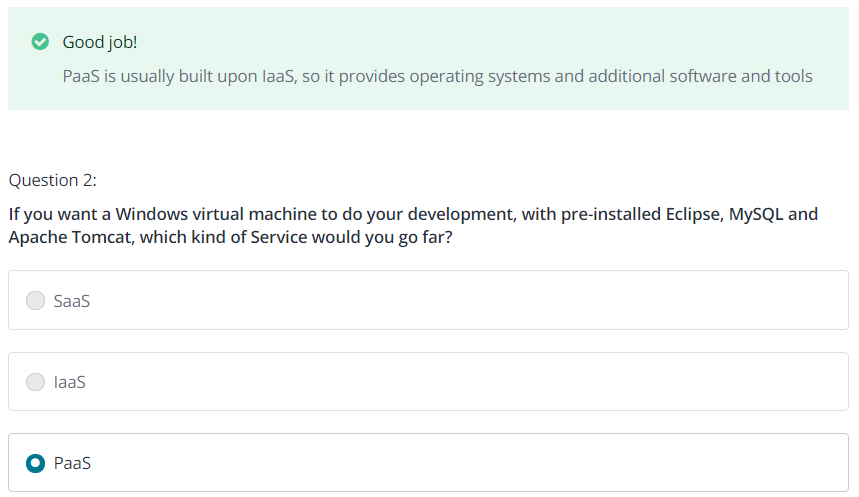 Good job!
PaaS is usually built upon IaaS, so it provides operating systems and additional software and tools
Question 2:
If you want a Windows virtual machine to do your development, with pre-installed Eclipse, MySQL and
Apache Tomcat, which kind of Service would you go far?
SaaS
IaaS
PaaS